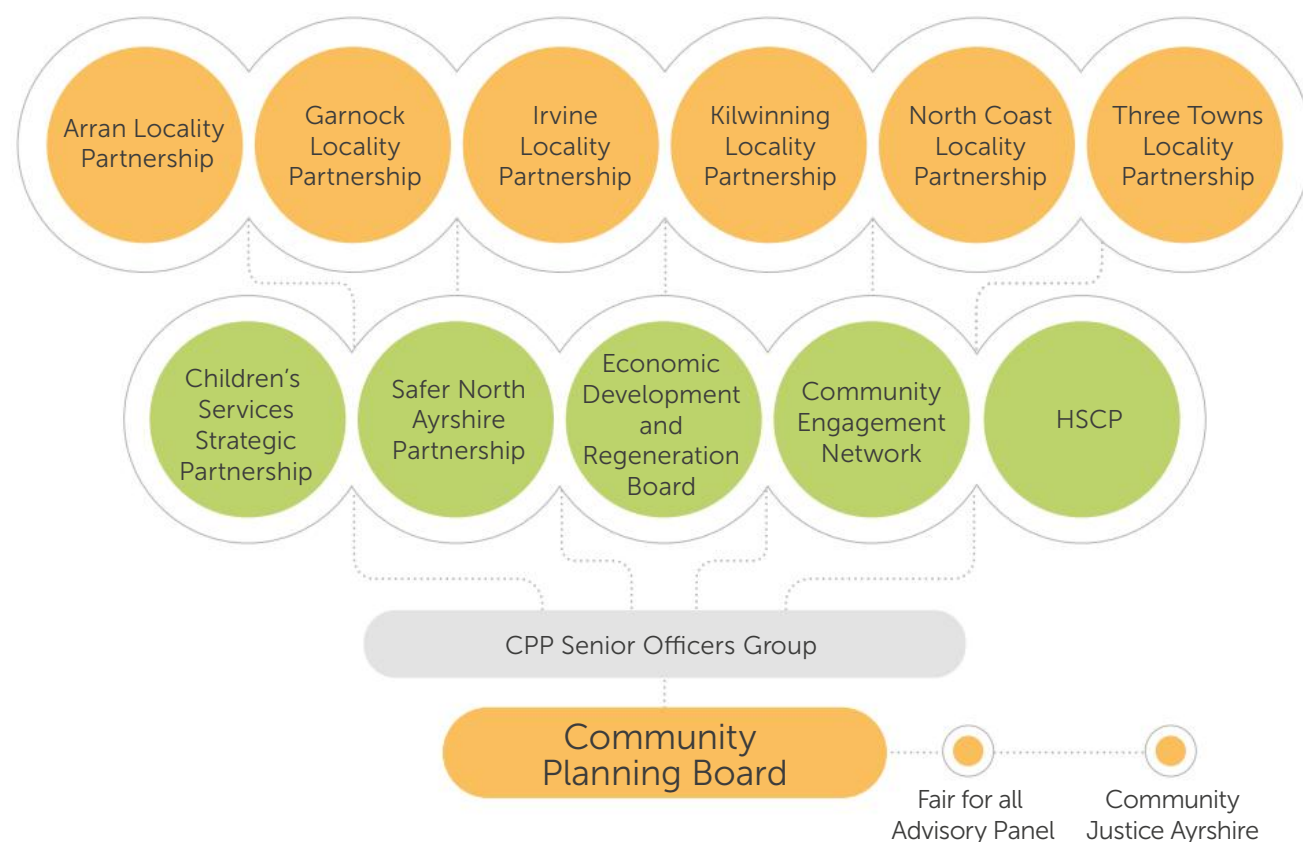 Arran Locality
Partnership
Garnock
Locality
Partnership
Irvine
Locality
Partnership
Kilwinning
Locality
Partnership
North Coast
Locality
Partnership
Three Towns
Locality
Partnership
Children’s
Services
Strategic
Partnership
Safer North
Ayrshire
Partnership
Economic
Development
and
Regeneration
Board
Community
Engagement
Network
HSCP
CPP Senior Officers Group
Community
Planning Board
Fair for all
Advisory Panel
Community
Justice Ayrshire